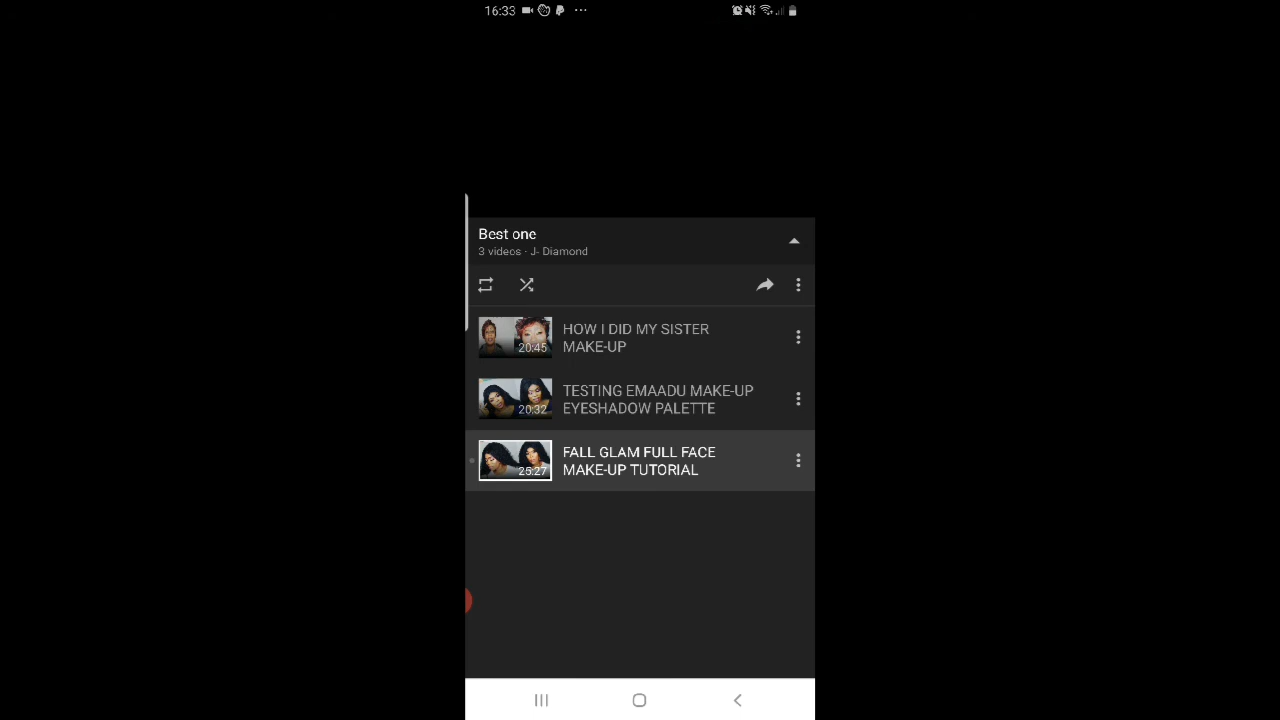 16:33
Best one
3 videos · J- Diamond
HOW I DID MY SISTER
MAKE-UP
20:45
TESTING EMAADU MAKE-UP
EYESHADOW PALETTE
20:32
FALL GLAM FULL FACE
MAKE-UP TUTORIAL
25:27